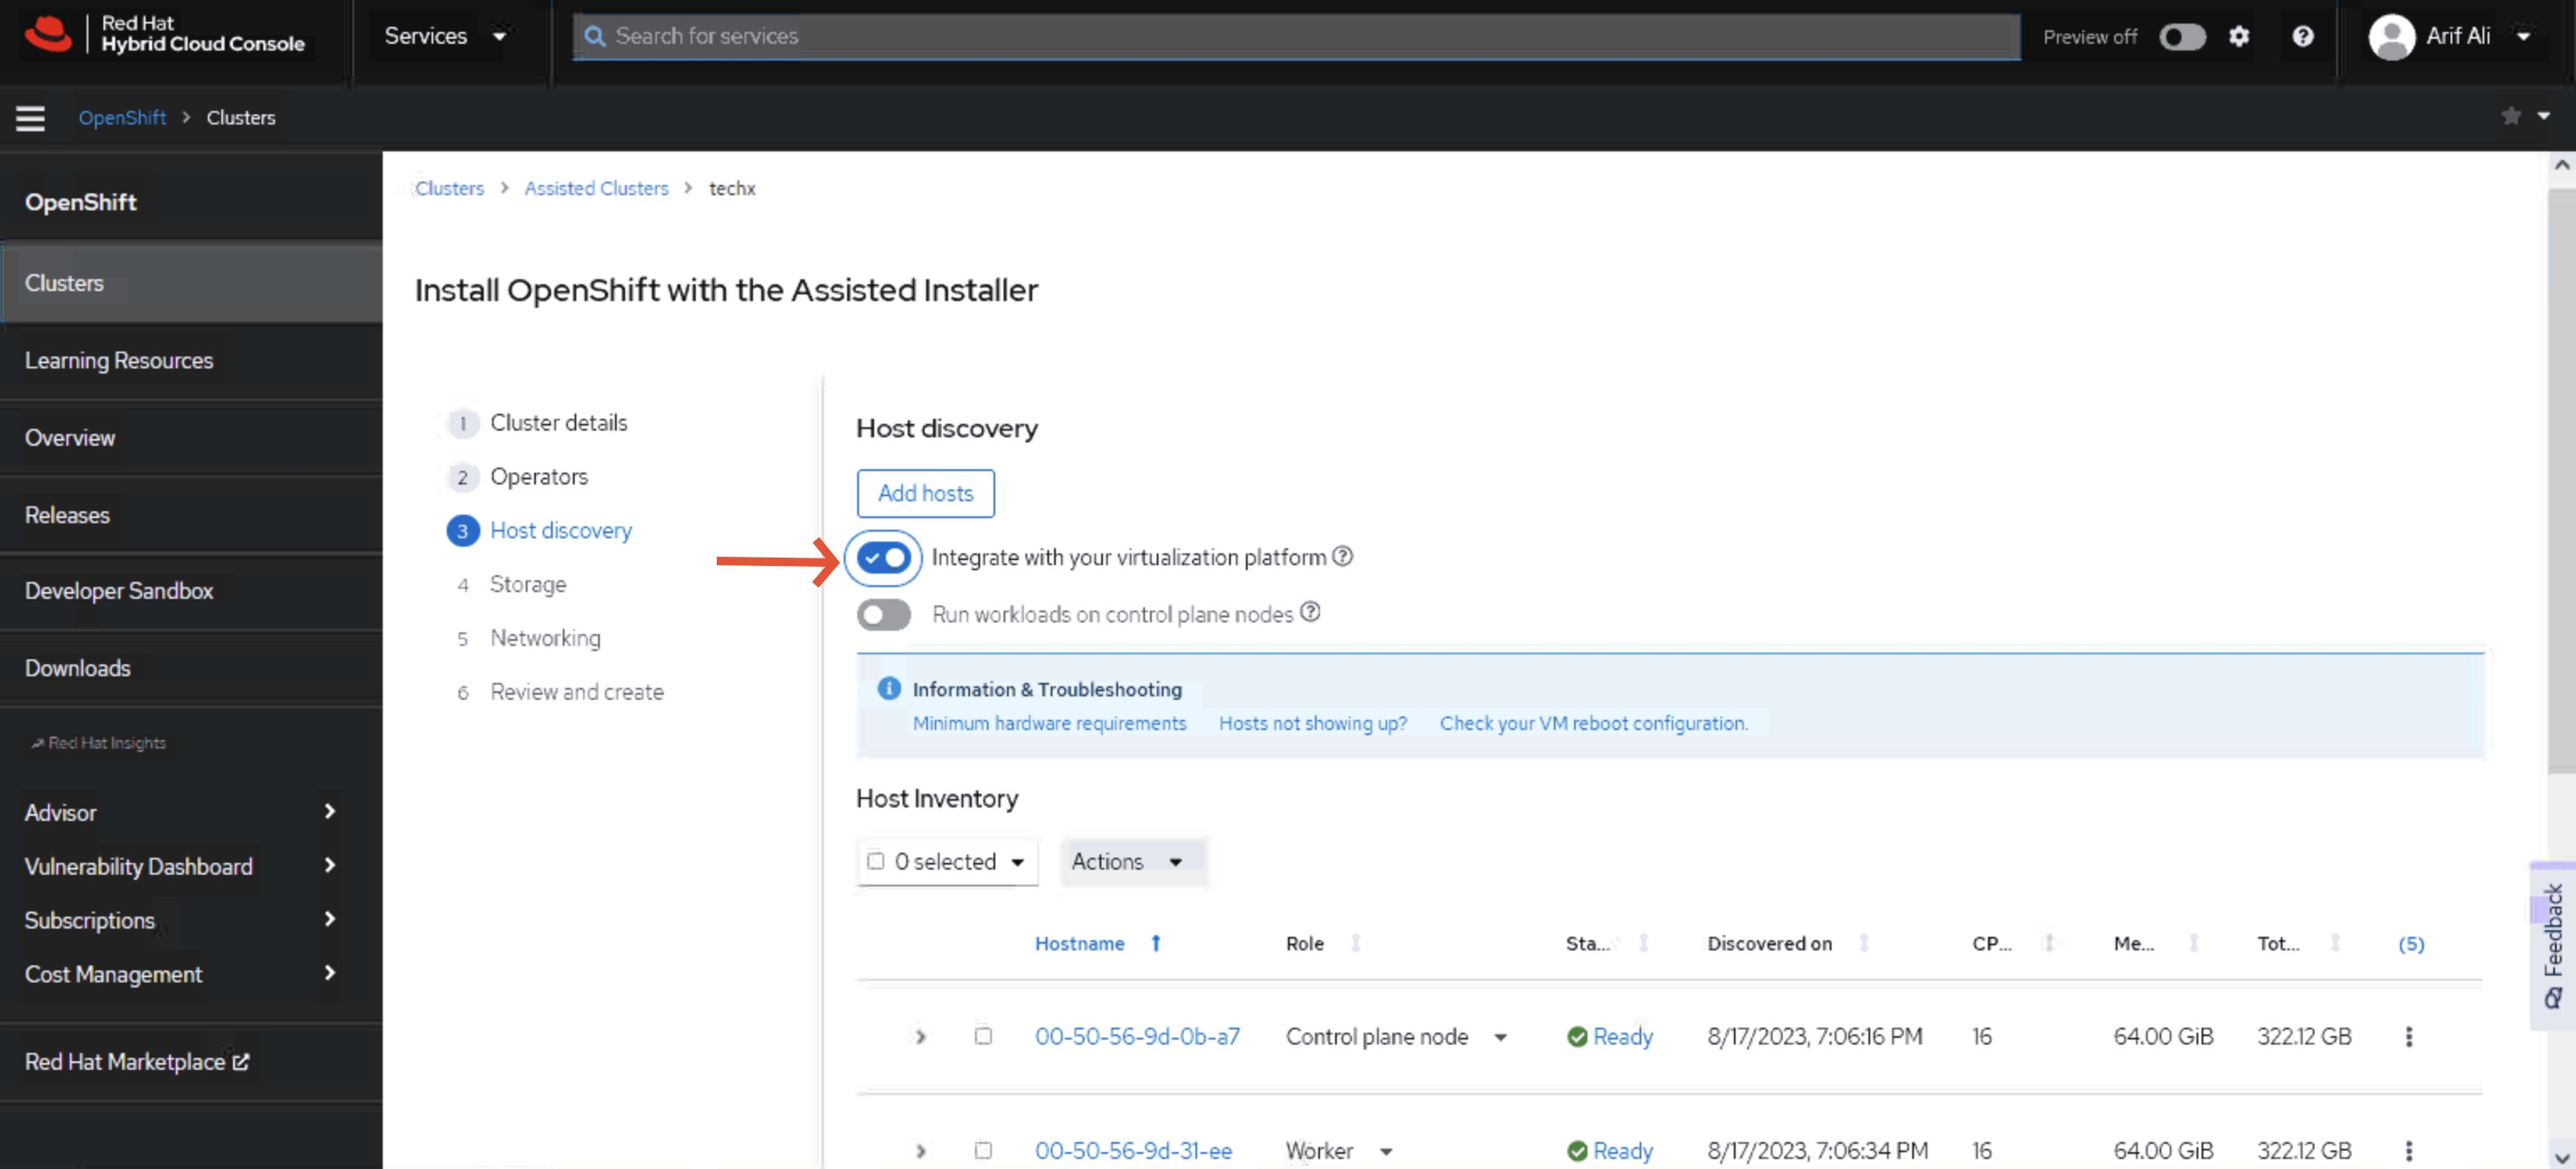 Red Hat
Hybrid Cloud Console
Services
Search for services
Preview off
Arif Ali
OpenShift > Clusters
OpenShift
Clusters
Learning Resources
Overview
Releases
Developer Sandbox
Downloads
Red Hat Insights
Advisor
Vulnerability Dashboard
Subscriptions
Cost Management
Red Hat Marketplace
Clusters > Assisted Clusters > techx
Install OpenShift with the Assisted Installer
1 Cluster details
2 Operators
3 Host discovery
4 Storage
5 Networking
6 Review and create
Host discovery
Add hosts
Integrate with your virtualization platform
Run workloads on control plane nodes
Information & Troubleshooting
Minimum hardware requirements Hosts not showing up? Check your VM reboot configuration.
Host Inventory
0 selected Actions
Hostname Role Sta... Discovered on CP... Me... Tot... (5)
00-50-56-9d-0b-a7 Control plane node Ready 8/17/2023, 7:06:16 PM 16 64.00 GiB 322.12 GB
00-50-56-9d-31-ee Worker Ready 8/17/2023, 7:06:34 PM 16 64.00 GiB 322.12 GB
Feedback